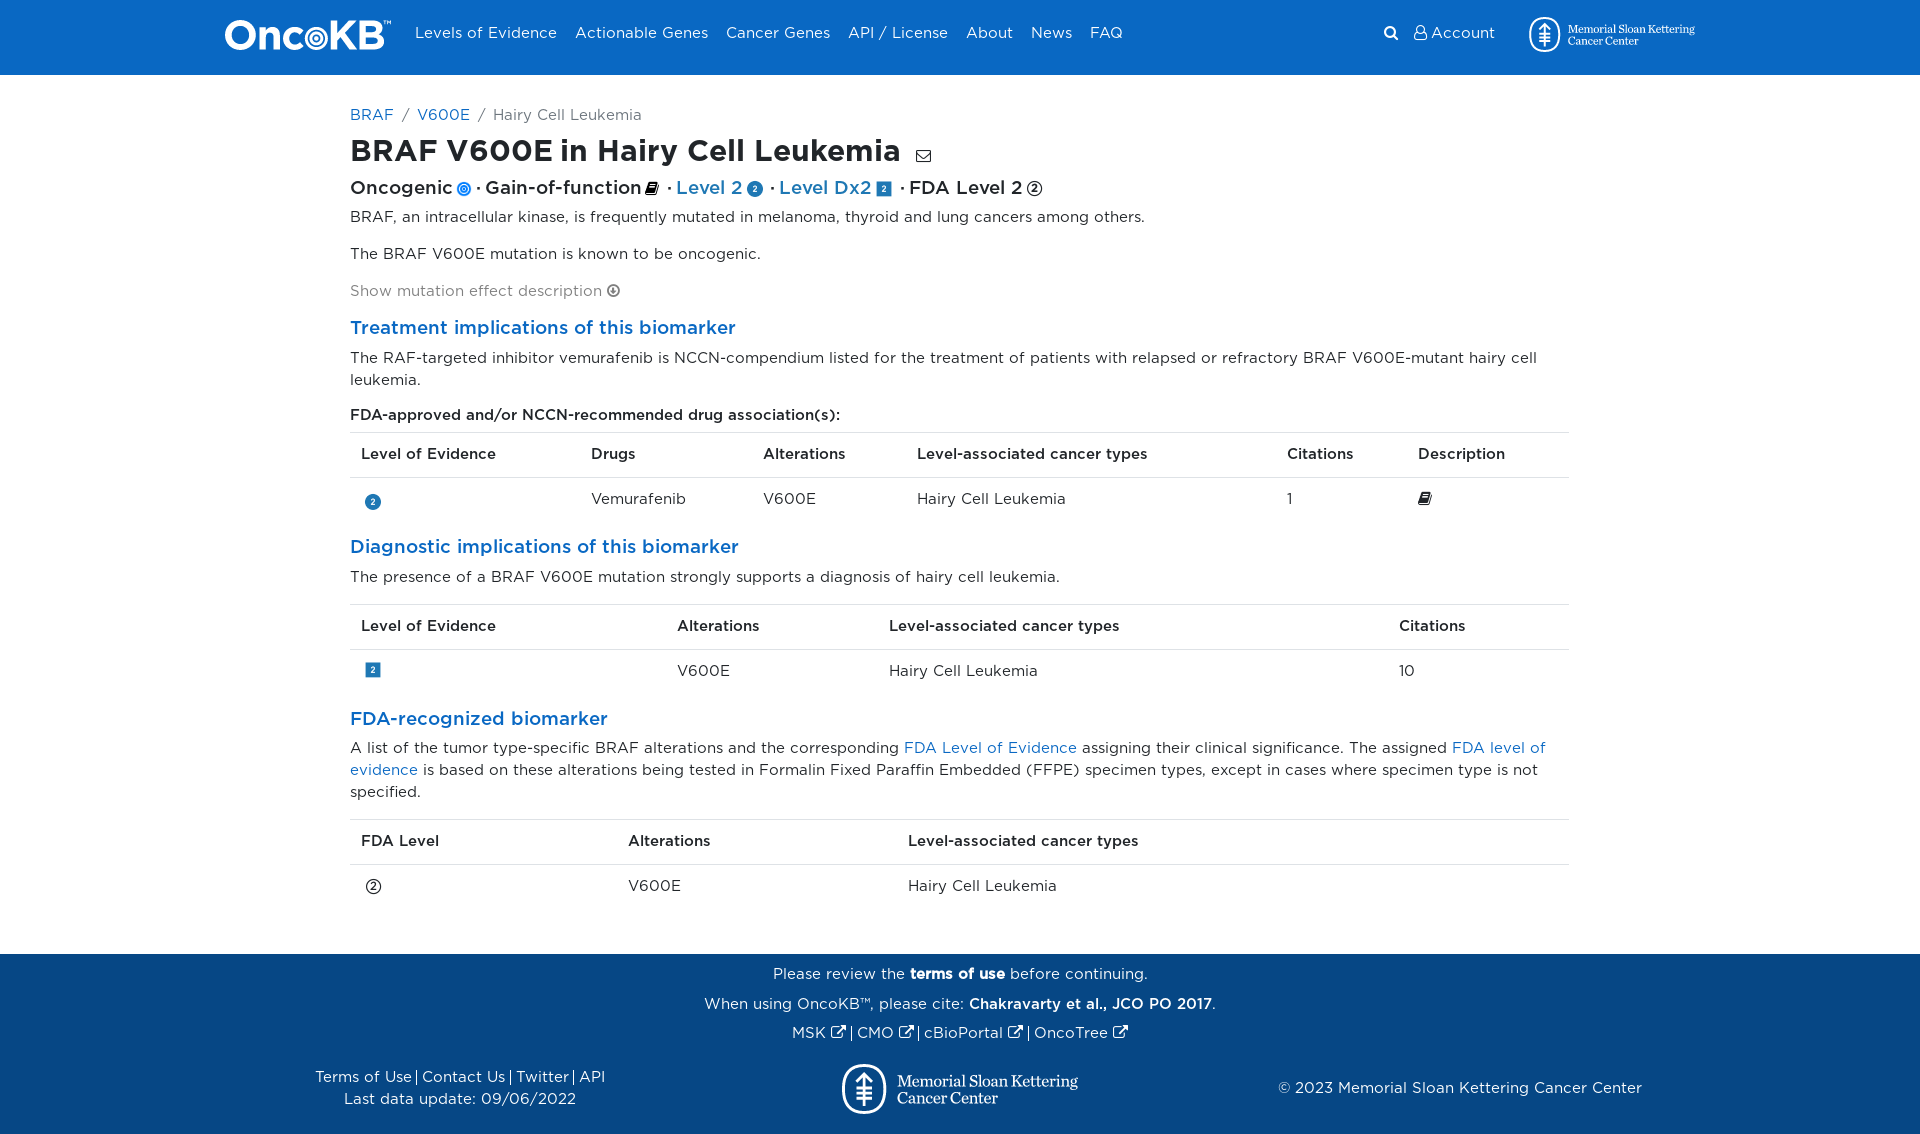 OncoKB™ Levels of Evidence Actionable Genes Cancer Genes API / License About News FAQ Account Memorial Sloan Kettering Cancer Center
BRAF / V600E / Hairy Cell Leukemia
BRAF V600E in Hairy Cell Leukemia
Oncogenic · Gain-of-function · Level 2 2 · Level Dx2 2 · FDA Level 2 2
BRAF, an intracellular kinase, is frequently mutated in melanoma, thyroid and lung cancers among others.
The BRAF V600E mutation is known to be oncogenic.
Show mutation effect description
Treatment implications of this biomarker
The RAF-targeted inhibitor vemurafenib is NCCN-compendium listed for the treatment of patients with relapsed or refractory BRAF V600E-mutant hairy cell
leukemia.
FDA-approved and/or NCCN-recommended drug association(s):
Level of Evidence Drugs Alterations Level-associated cancer types Citations Description
2 Vemurafenib V600E Hairy Cell Leukemia 1
Diagnostic implications of this biomarker
The presence of a BRAF V600E mutation strongly supports a diagnosis of hairy cell leukemia.
Level of Evidence Alterations Level-associated cancer types Citations
2 V600E Hairy Cell Leukemia 10
FDA-recognized biomarker
A list of the tumor type-specific BRAF alterations and the corresponding FDA Level of Evidence assigning their clinical significance. The assigned FDA level of
evidence is based on these alterations being tested in Formalin Fixed Paraffin Embedded (FFPE) specimen types, except in cases where specimen type is not
specified.
FDA Level Alterations Level-associated cancer types
2 V600E Hairy Cell Leukemia
Please review the terms of use before continuing.
When using OncoKB™, please cite: Chakravarty et al., JCO PO 2017.
MSK | CMO | cBioPortal | OncoTree
Terms of Use | Contact Us | Twitter | API
Last data update: 09/06/2022
Memorial Sloan Kettering
Cancer Center
© 2023 Memorial Sloan Kettering Cancer Center